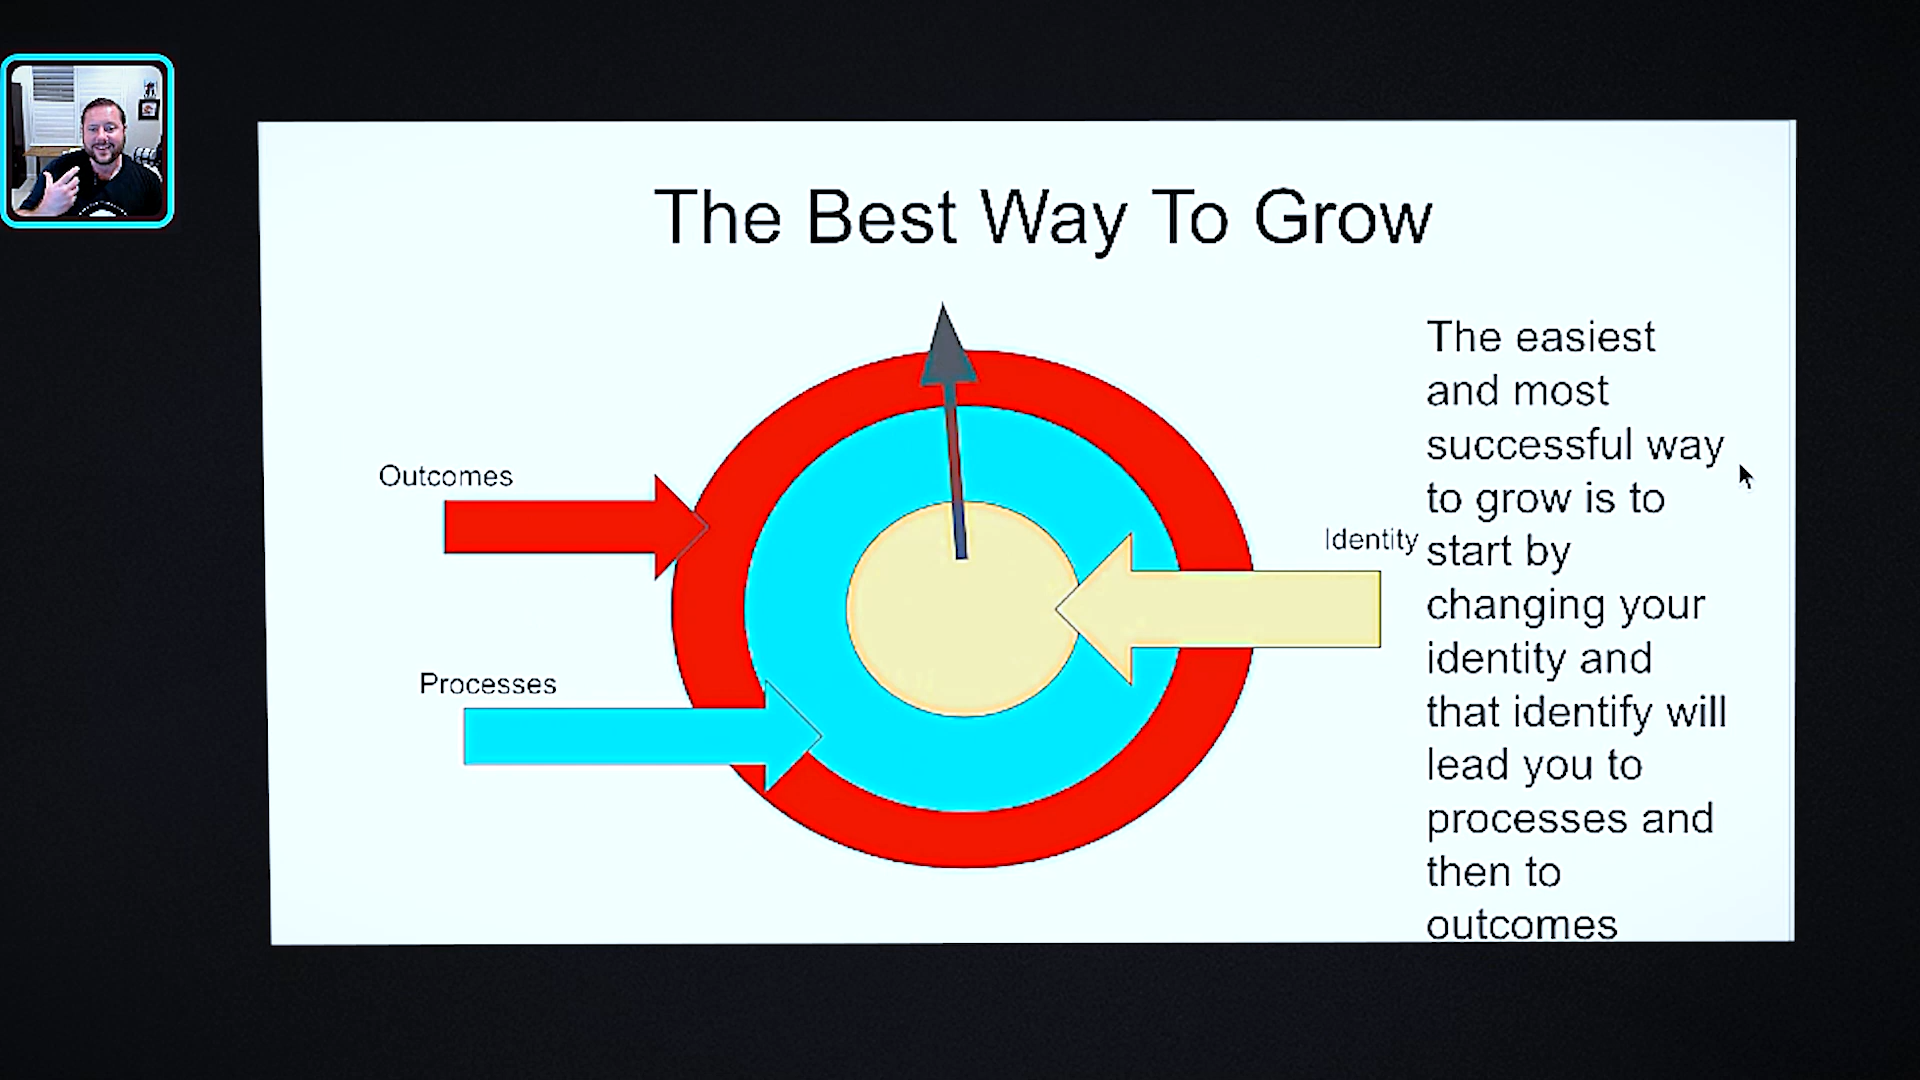 The Best Way To Grow
Outcomes
Processes
Identity
The easiest
and most
successful way
to grow is to
start by
changing your
identity and
that identify will
lead you to
processes and
then to
outcomes